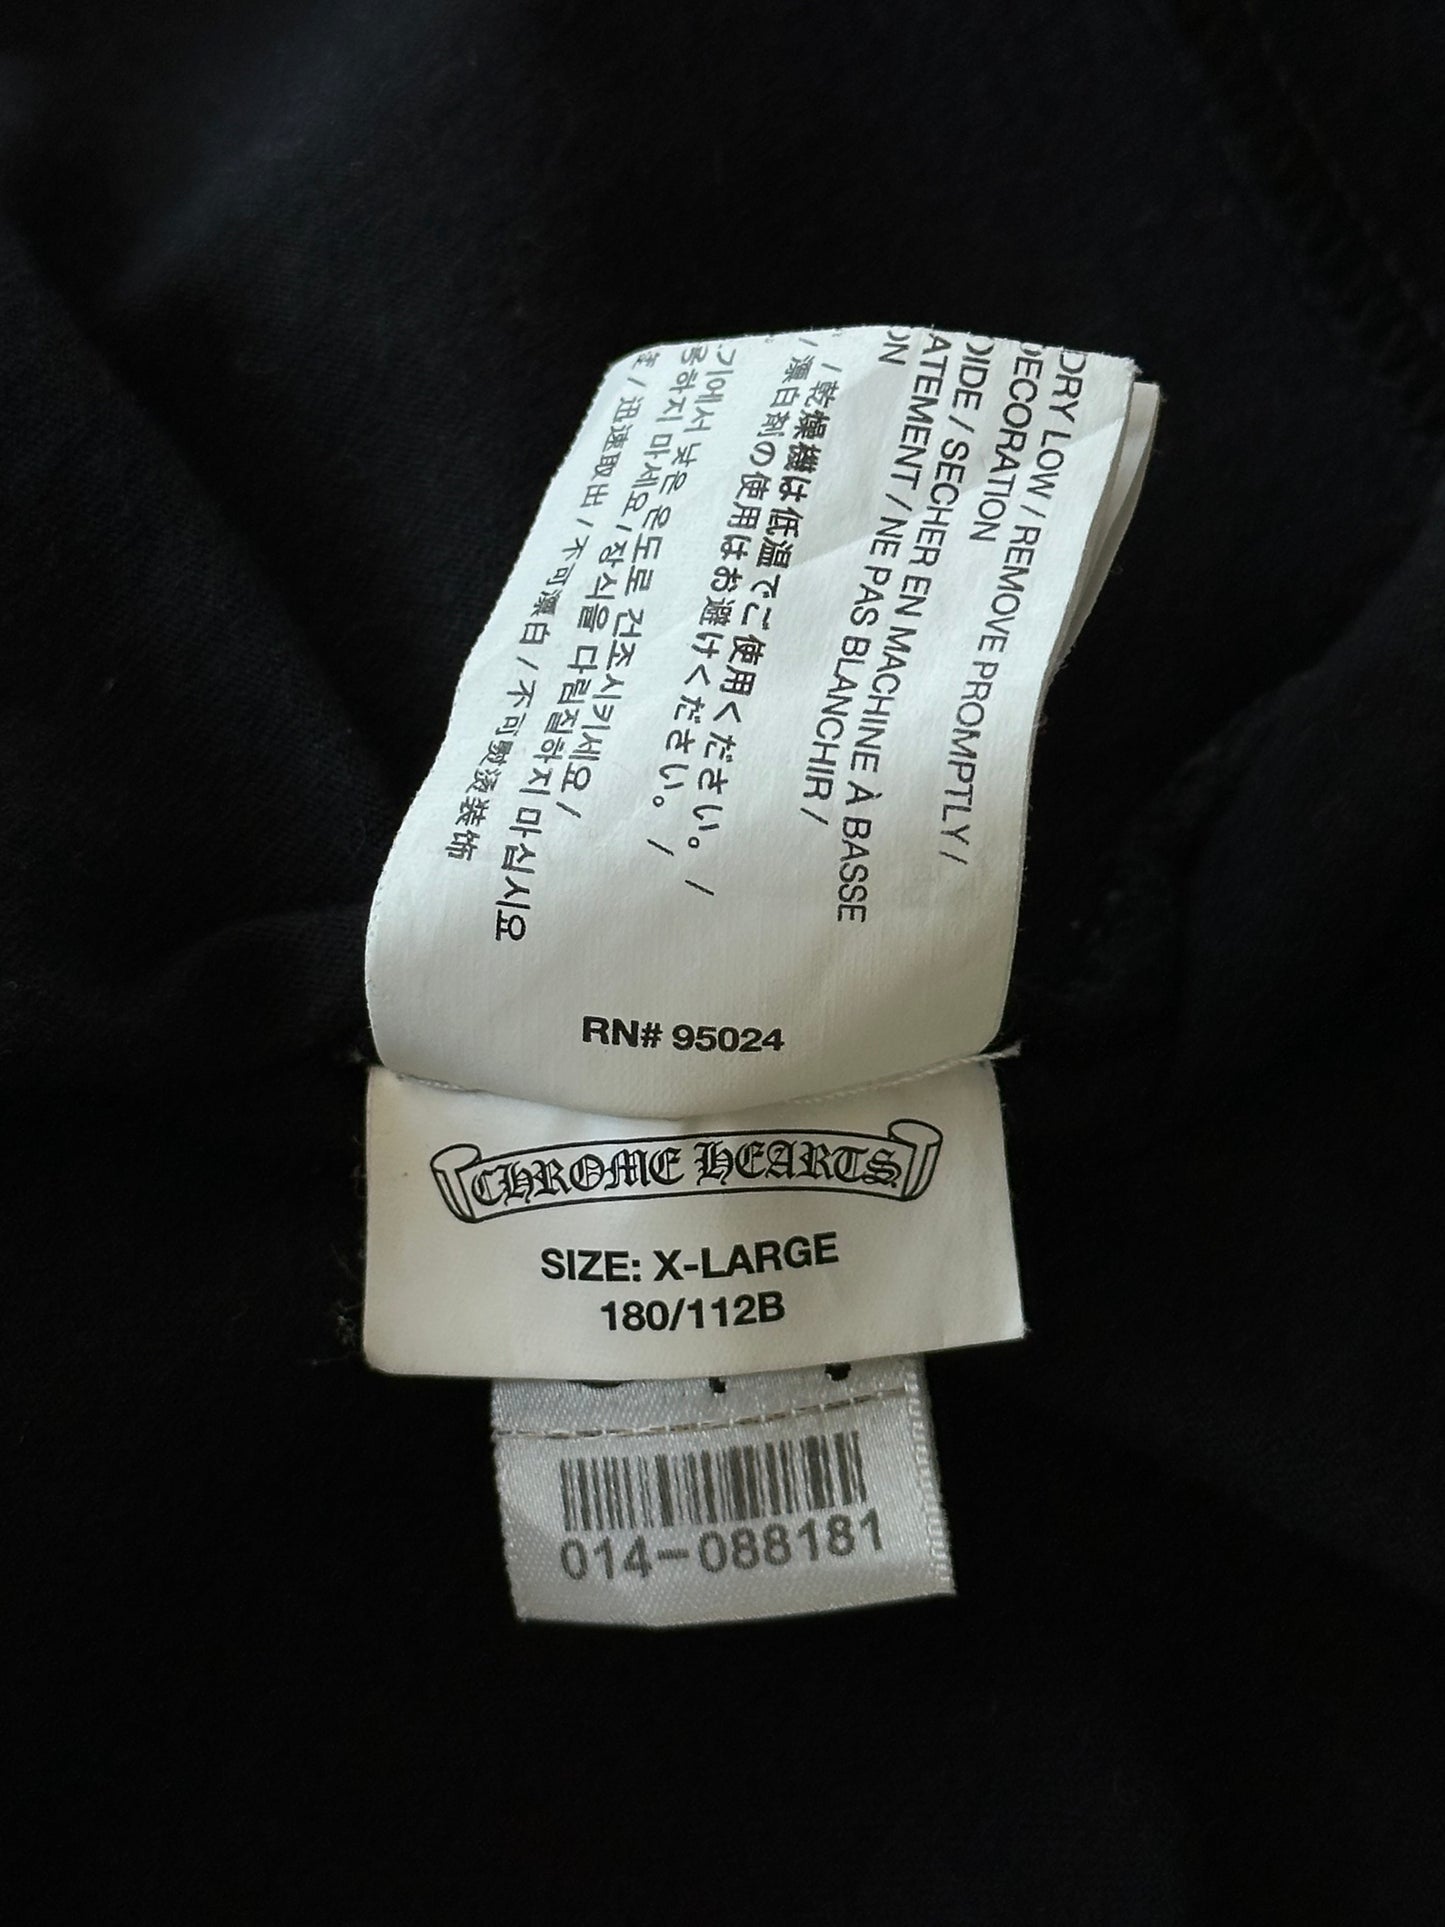 DRY LOW / REMOVE PROMPTLY /
DECORATION
OIDE / SECHER EN MACHINE À BASSE
ATEMENT / NE PAS BLANCHIR /
ON
/ 乾燥機は低温でご使用ください。 /
/ 漂白剤の使用はお避けください。 /
기에서 낮은 온도로 건조시키세요 /
용하지 마세요 / 장식을 다림질하지 마십시요
/ 迅速取出 / 不可漂白 / 不可熨烫装饰
RN# 95024
CHROME HEARTS
SIZE: X-LARGE
180/112B
014-088181